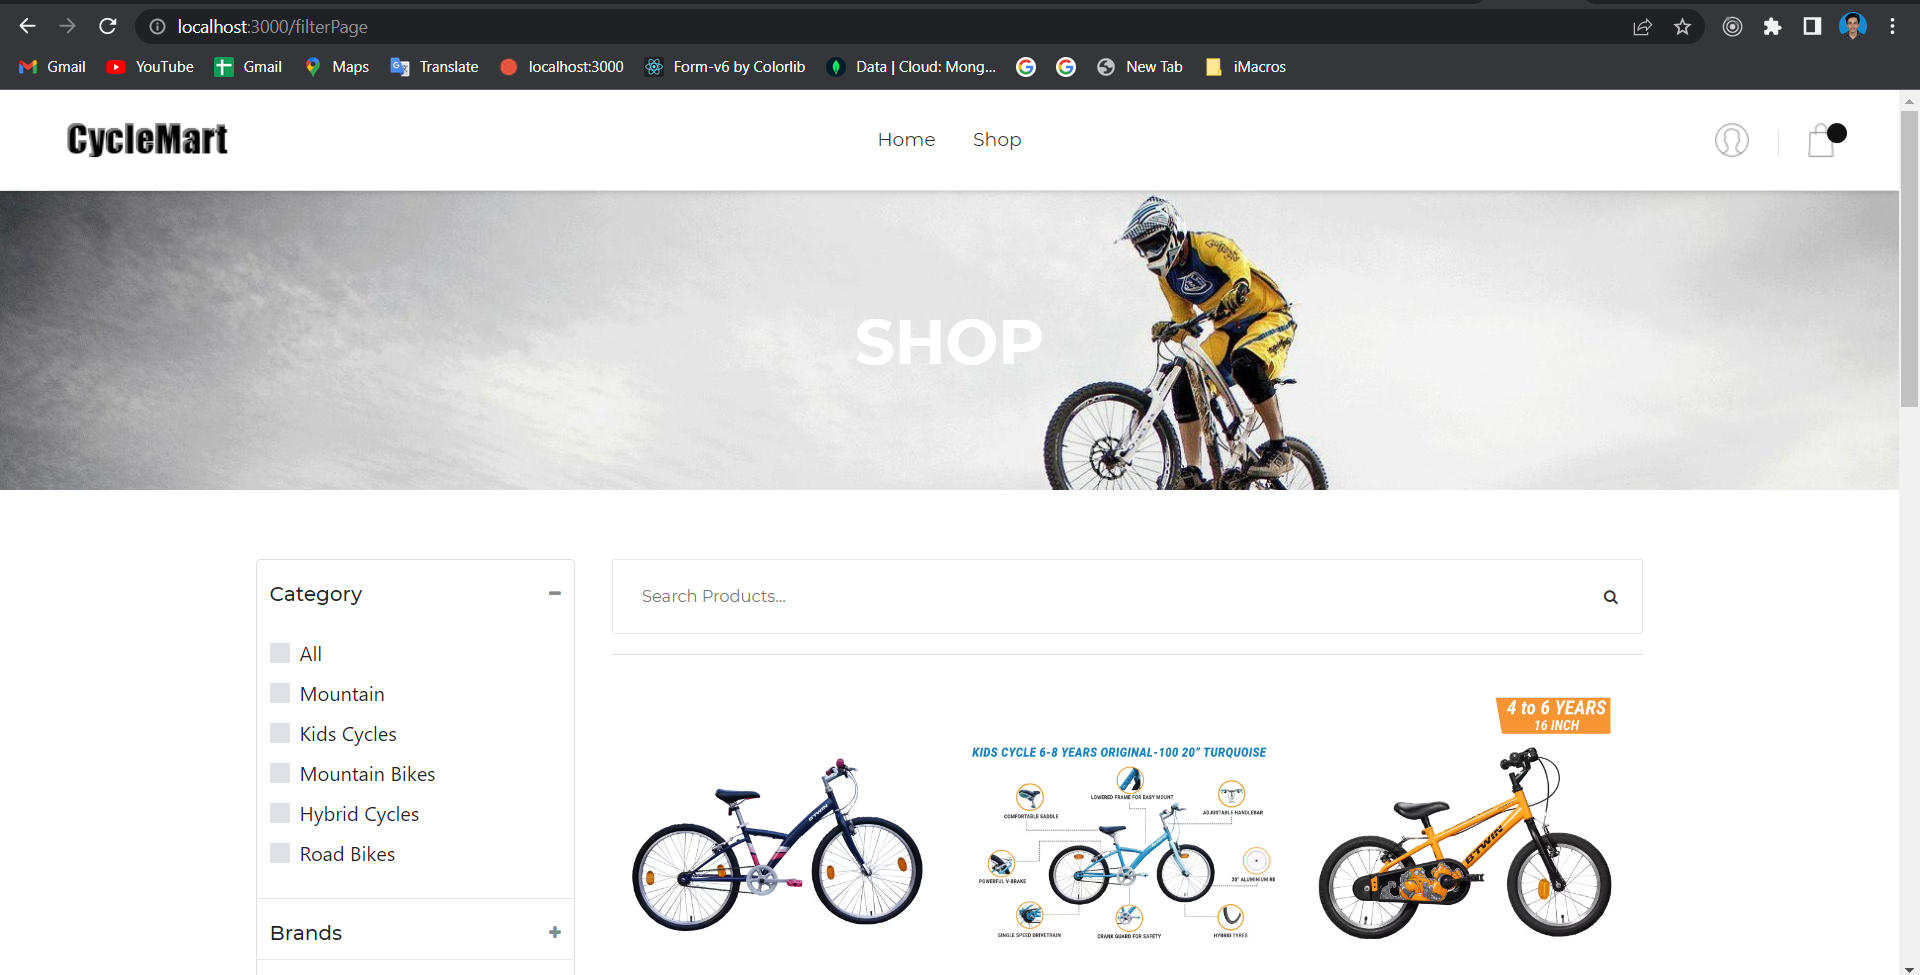 localhost:3000/filterPage
Gmail YouTube Gmail Maps Translate localhost:3000 Form-v6 by Colorlib Data | Cloud: Mong... New Tab iMacros
CycleMart Home Shop
SHOP
Category
All
Mountain
Kids Cycles
Mountain Bikes
Hybrid Cycles
Road Bikes
Brands
Search Products...
BTWIN
KIDS CYCLE 6-8 YEARS ORIGINAL-100 20" TURQUOISE
LOWERED FRAME FOR EASY MOUNT
COMFORTABLE SADDLE
ADJUSTABLE HANDLEBAR
POWERFUL V-BRAKE
20" ALUMINIUM RB
SINGLE SPEED DRIVETRAIN
CRANK GUARD FOR SAFETY
HYBRID TYRES
4 to 6 YEARS
16 INCH
BTWIN